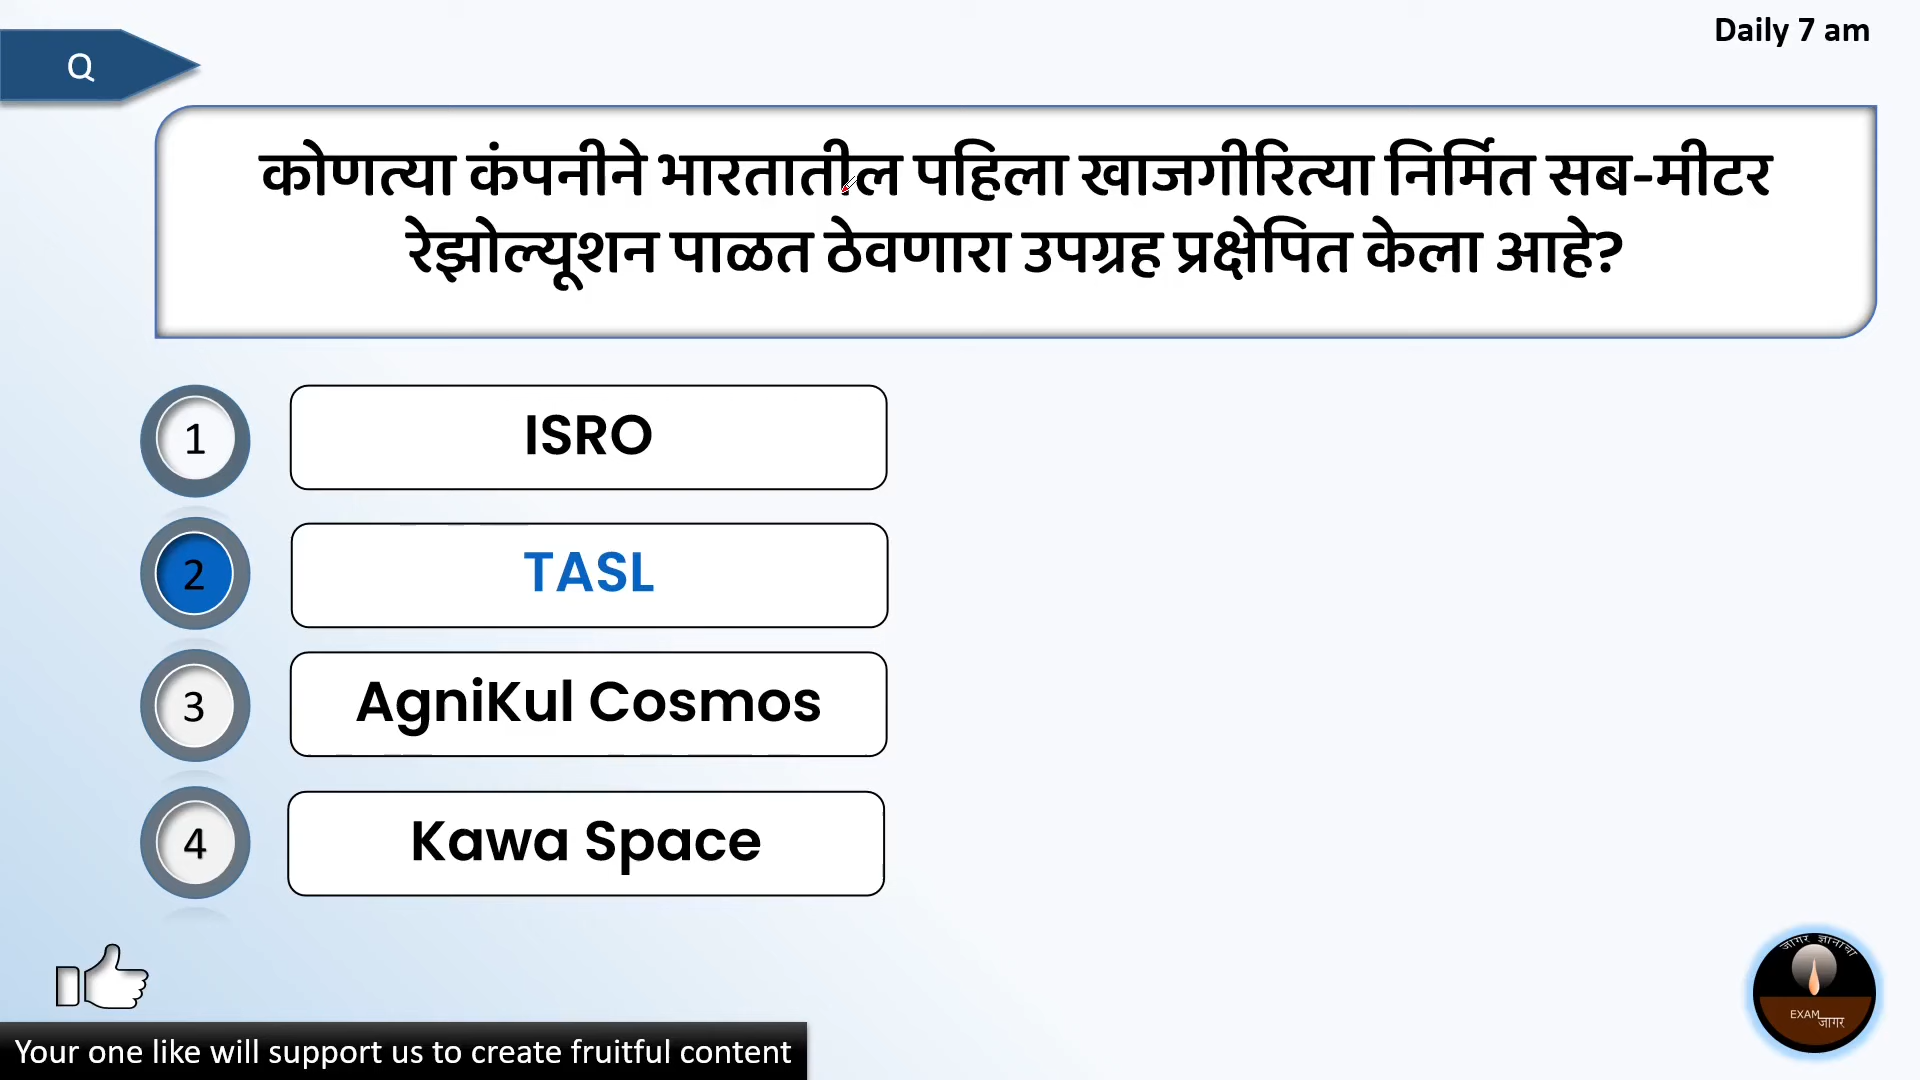 Daily 7 am
Q
कोणत्या कंपनीने भारतातील पहिला खाजगीरित्या निर्मित सब-मीटर
रेझोल्यूशन पाळत ठेवणारा उपग्रह प्रक्षेपित केला आहे?
1
ISRO
2
TASL
3
AgniKul Cosmos
4
Kawa Space
जागर ज्ञानाचा
EXAM
जागर
Your one like will support us to create fruitful content